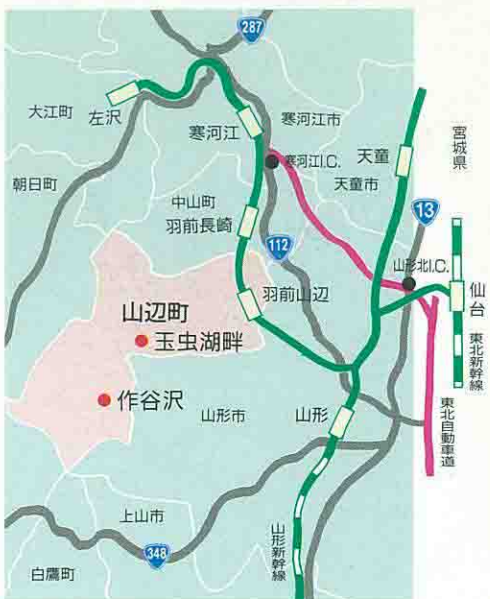 287
大江町
左沢
寒河江
寒河江市
宮城県
天童
朝日町
寒河江I.C.
天童市
中山町
羽前長崎
13
112
山形北I.C.
仙台
羽前山辺
山辺町
玉虫湖畔
東北新幹線
作谷沢
山形市
山形
東北自動車道
上山市
348
山形新幹線
白鷹町